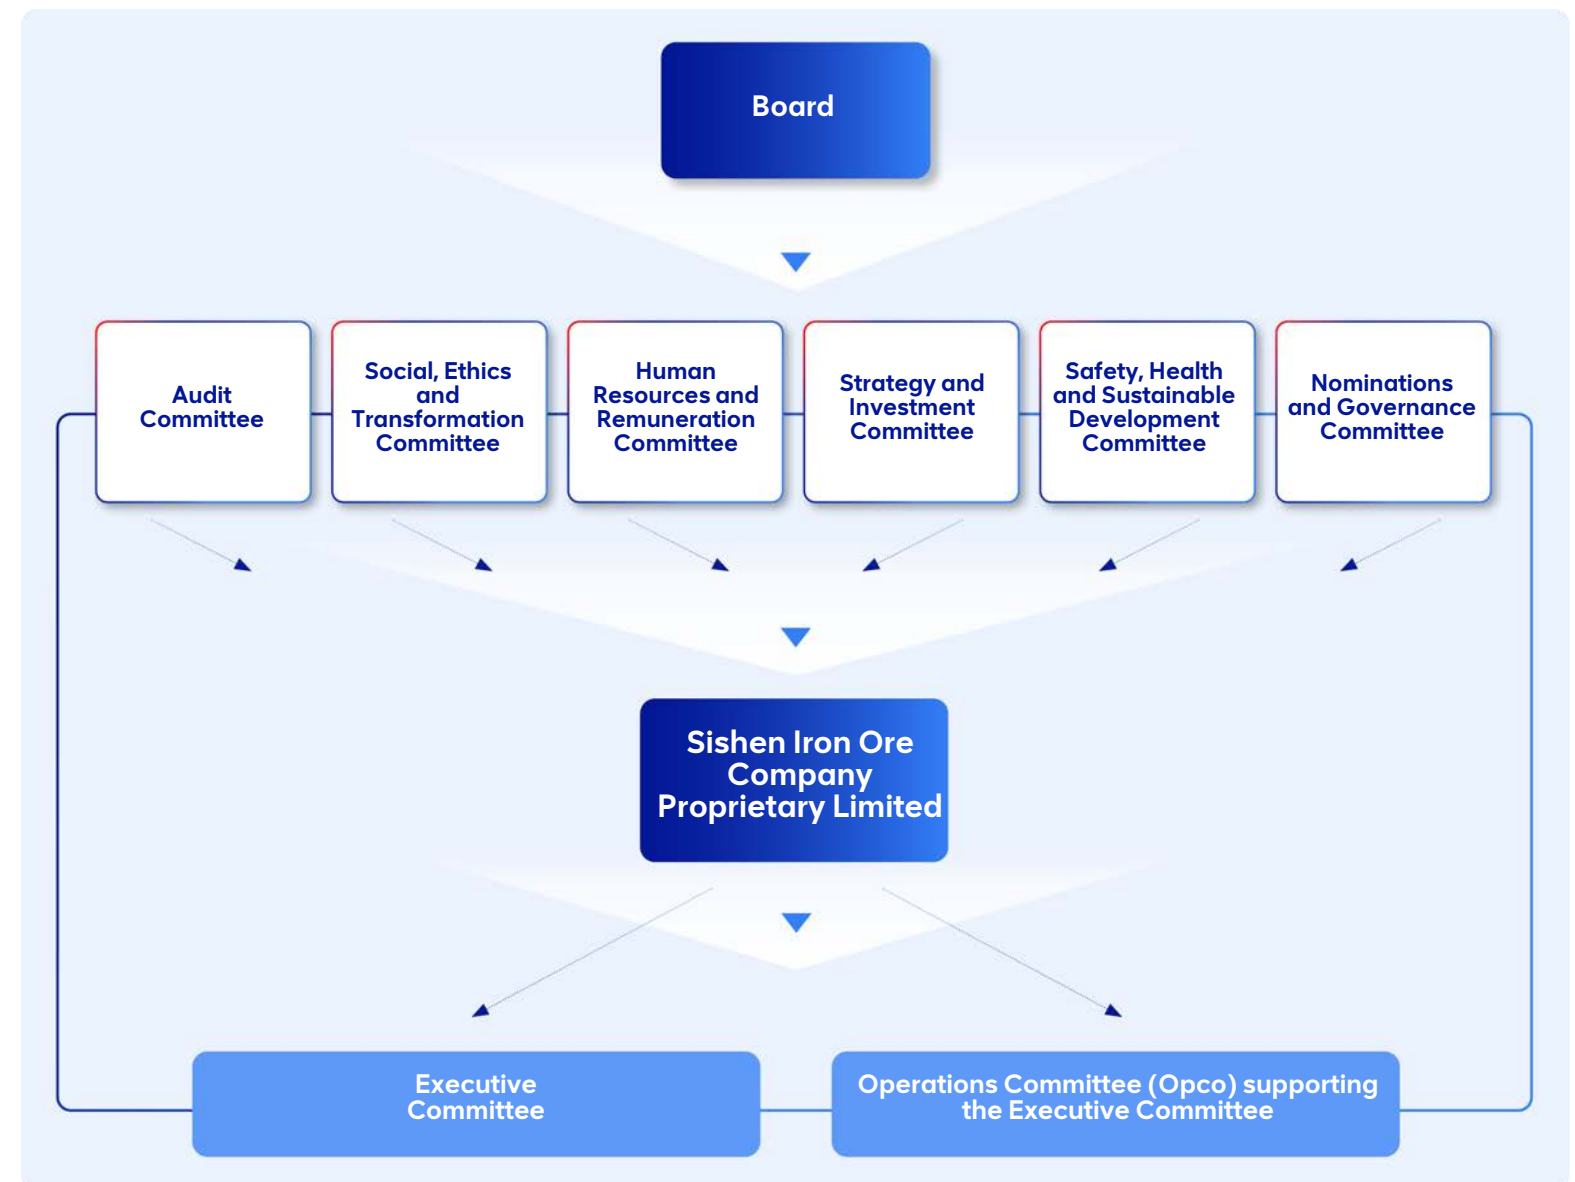 Board
Audit
Committee
Social, Ethics
and
Transformation
Committee
Human
Resources and
Remuneration
Committee
Strategy and
Investment
Committee
Safety, Health
and Sustainable
Development
Committee
Nominations
and Governance
Committee
Sishen Iron Ore
Company
Proprietary Limited
Executive
Committee
Operations Committee (Opco) supporting
the Executive Committee